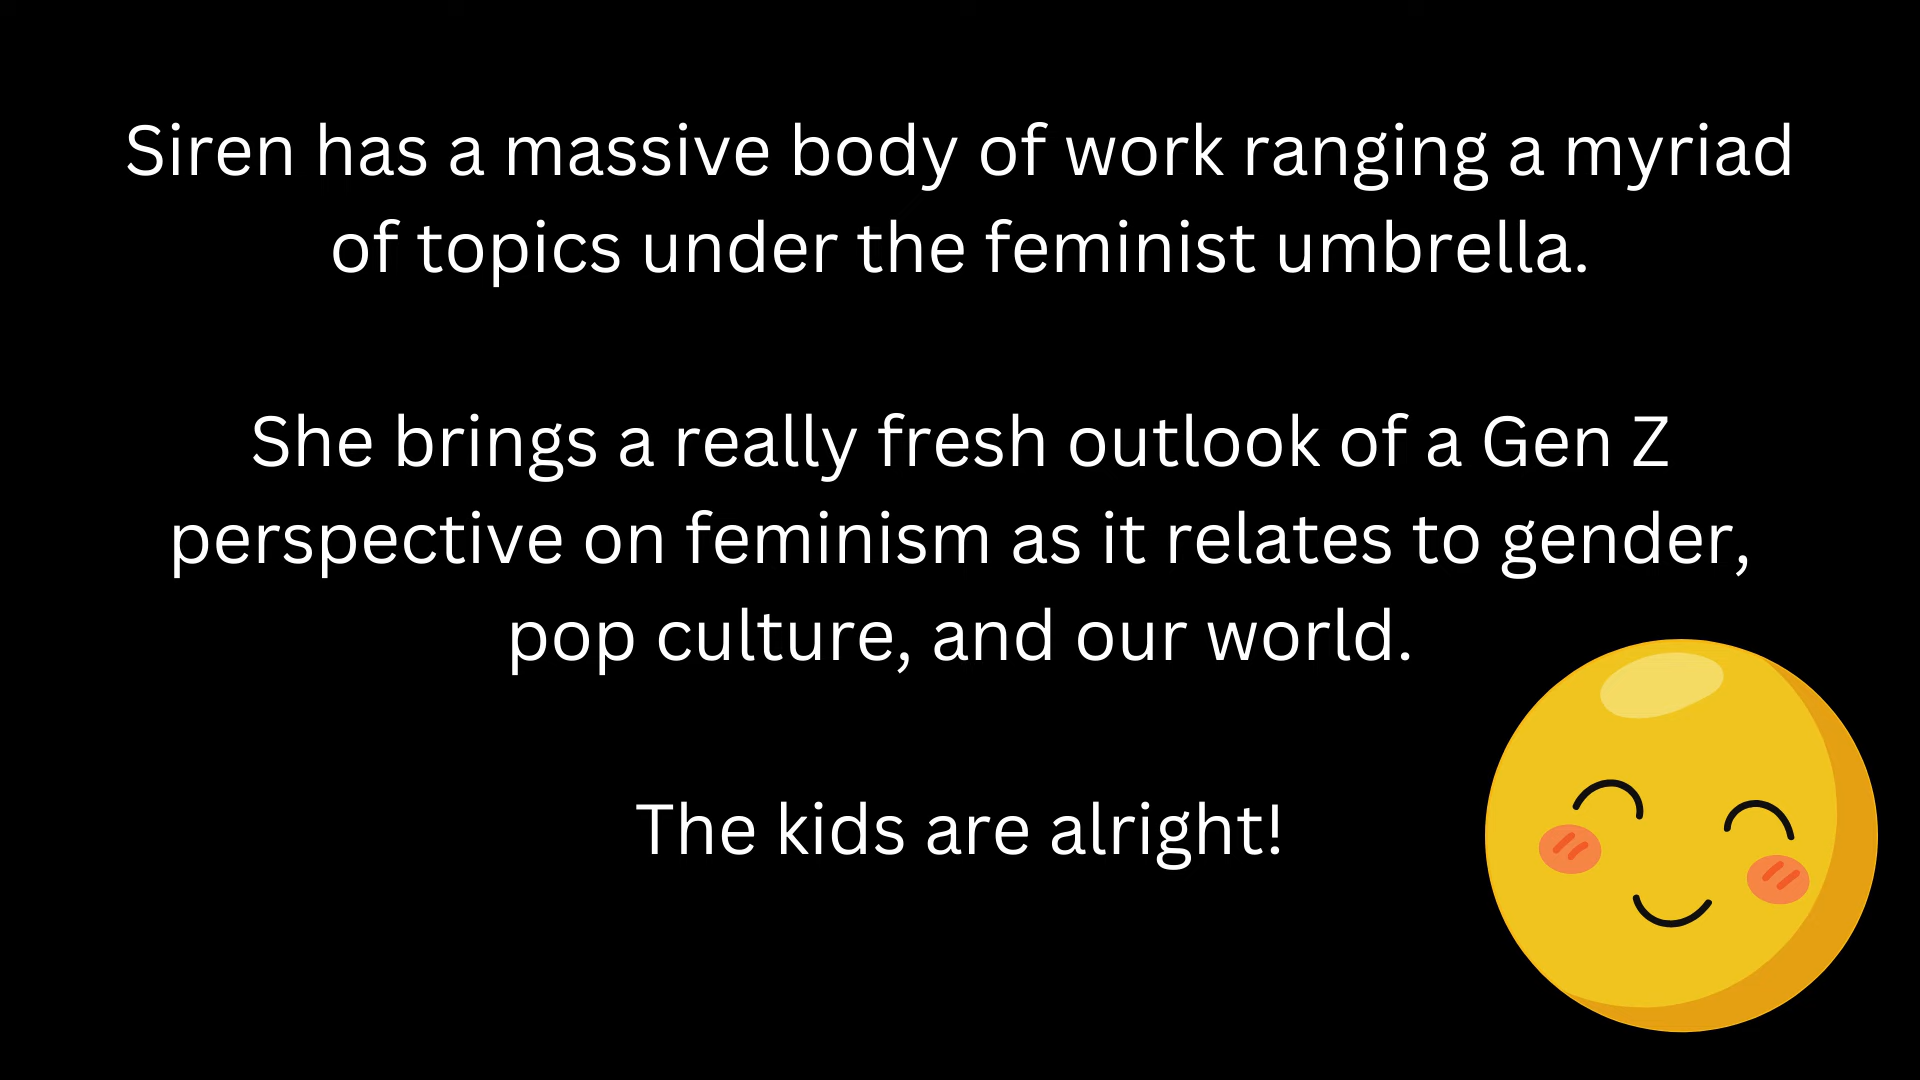 Siren has a massive body of work ranging a myriad
of topics under the feminist umbrella.
She brings a really fresh outlook of a Gen Z
perspective on feminism as it relates to gender,
pop culture, and our world.
The kids are alright!